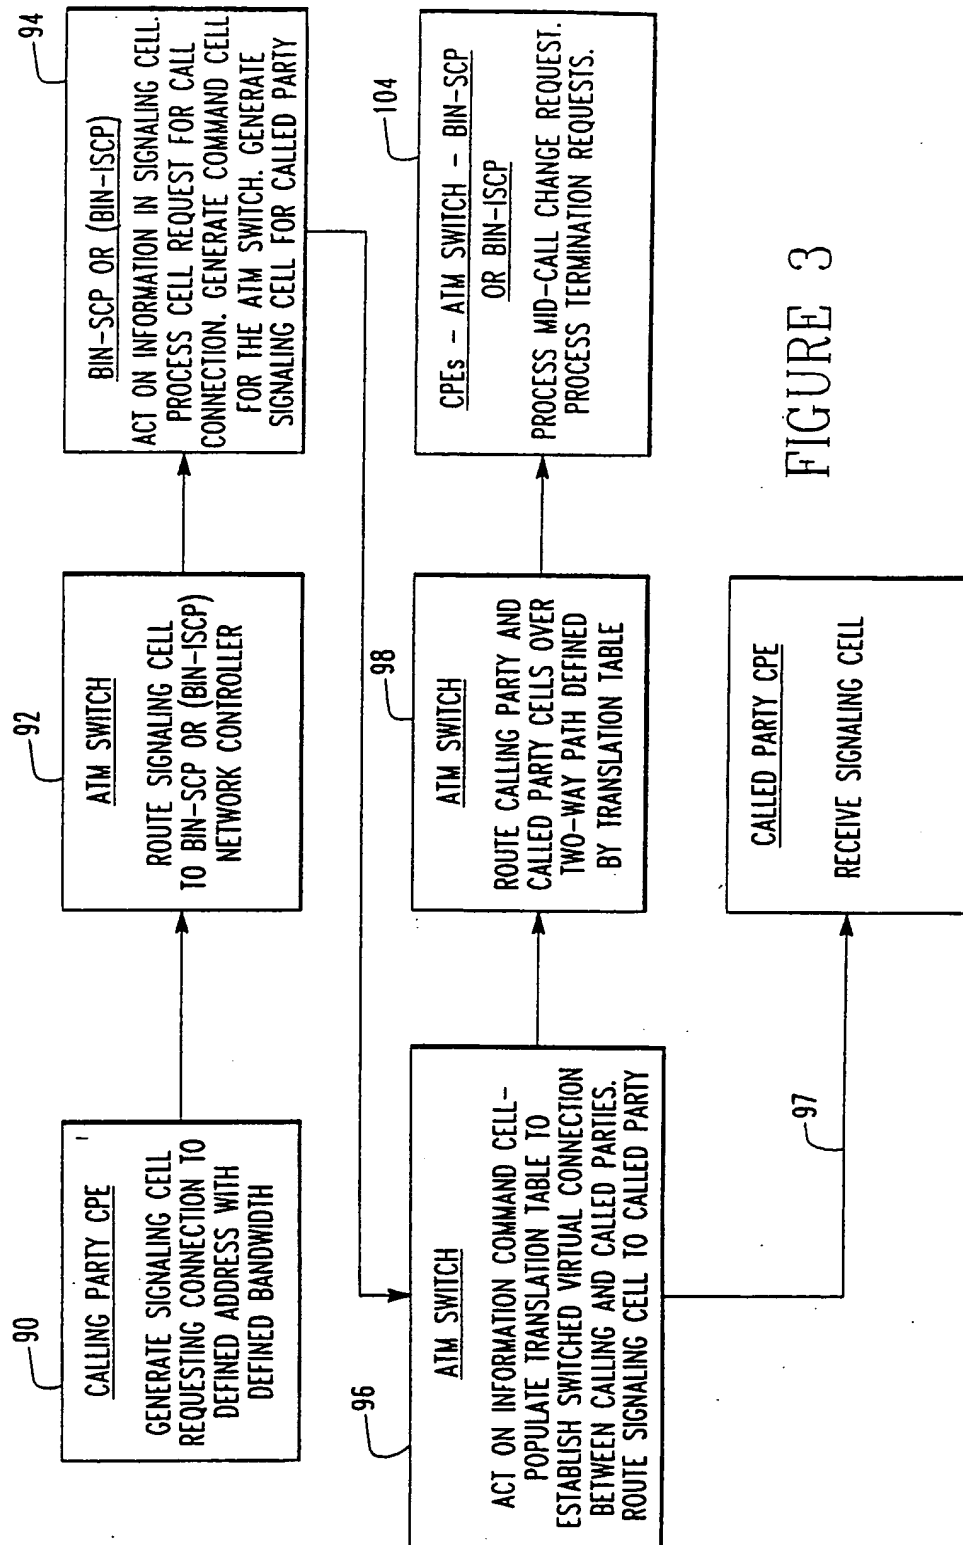 90
CALLING PARTY CPE
GENERATE SIGNALING CELL
REQUESTING CONNECTION TO
DEFINED ADDRESS WITH
DEFINED BANDWIDTH
92
ATM SWITCH
ROUTE SIGNALING CELL
TO BIN-SCP OR (BIN-ISCP)
NETWORK CONTROLLER
94
BIN-SCP OR (BIN-ISCP)
ACT ON INFORMATION IN SIGNALING CELL.
PROCESS CELL REQUEST FOR CALL
CONNECTION. GENERATE COMMAND CELL
FOR THE ATM SWITCH. GENERATE
SIGNALING CELL FOR CALLED PARTY
96
ATM SWITCH
ACT ON INFORMATION COMMAND CELL-
POPULATE TRANSLATION TABLE TO
ESTABLISH SWITCHED VIRTUAL CONNECTION
BETWEEN CALLING AND CALLED PARTIES.
ROUTE SIGNALING CELL TO CALLED PARTY
98
ATM SWITCH
ROUTE CALLING PARTY AND
CALLED PARTY CELLS OVER
TWO-WAY PATH DEFINED
BY TRANSLATION TABLE
104
CPEs - ATM SWITCH - BIN-SCP
OR BIN-ISCP
PROCESS MID-CALL CHANGE REQUEST.
PROCESS TERMINATION REQUESTS.
97
CALLED PARTY CPE
RECEIVE SIGNALING CELL
FIGURE 3